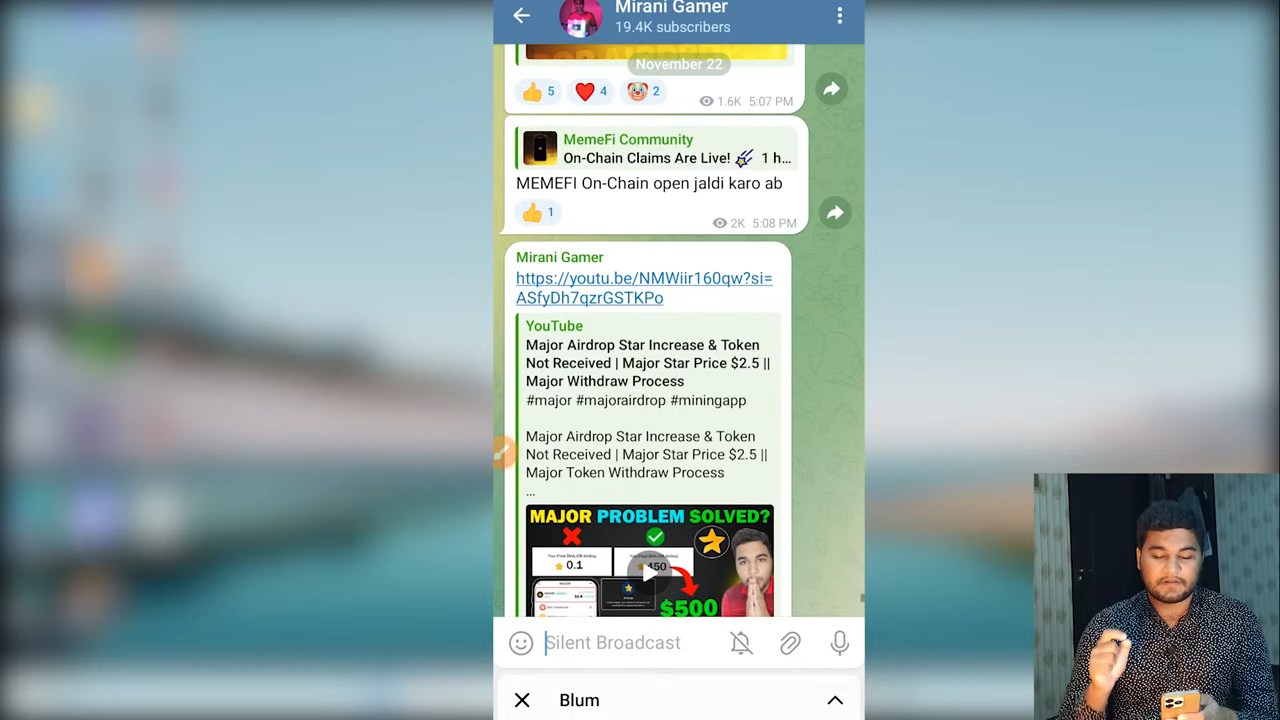 Mirani Gamer
19.4K subscribers
November 22
5
4
2
1.6K 5:07 PM
MemeFi Community
On-Chain Claims Are Live! 1 h...
MEMEFI On-Chain open jaldi karo ab
1
2K 5:08 PM
Mirani Gamer
https://youtu.be/NMWiir160qw?si=
ASfyDh7qzrGSTKPo
YouTube
Major Airdrop Star Increase & Token
Not Received | Major Star Price $2.5 ||
Major Withdraw Process
#major #majorairdrop #miningapp
Major Airdrop Star Increase & Token
Not Received | Major Star Price $2.5 ||
Major Token Withdraw Process
...
MAJOR PROBLEM SOLVED?
0.1
450
$500
Silent Broadcast
Blum